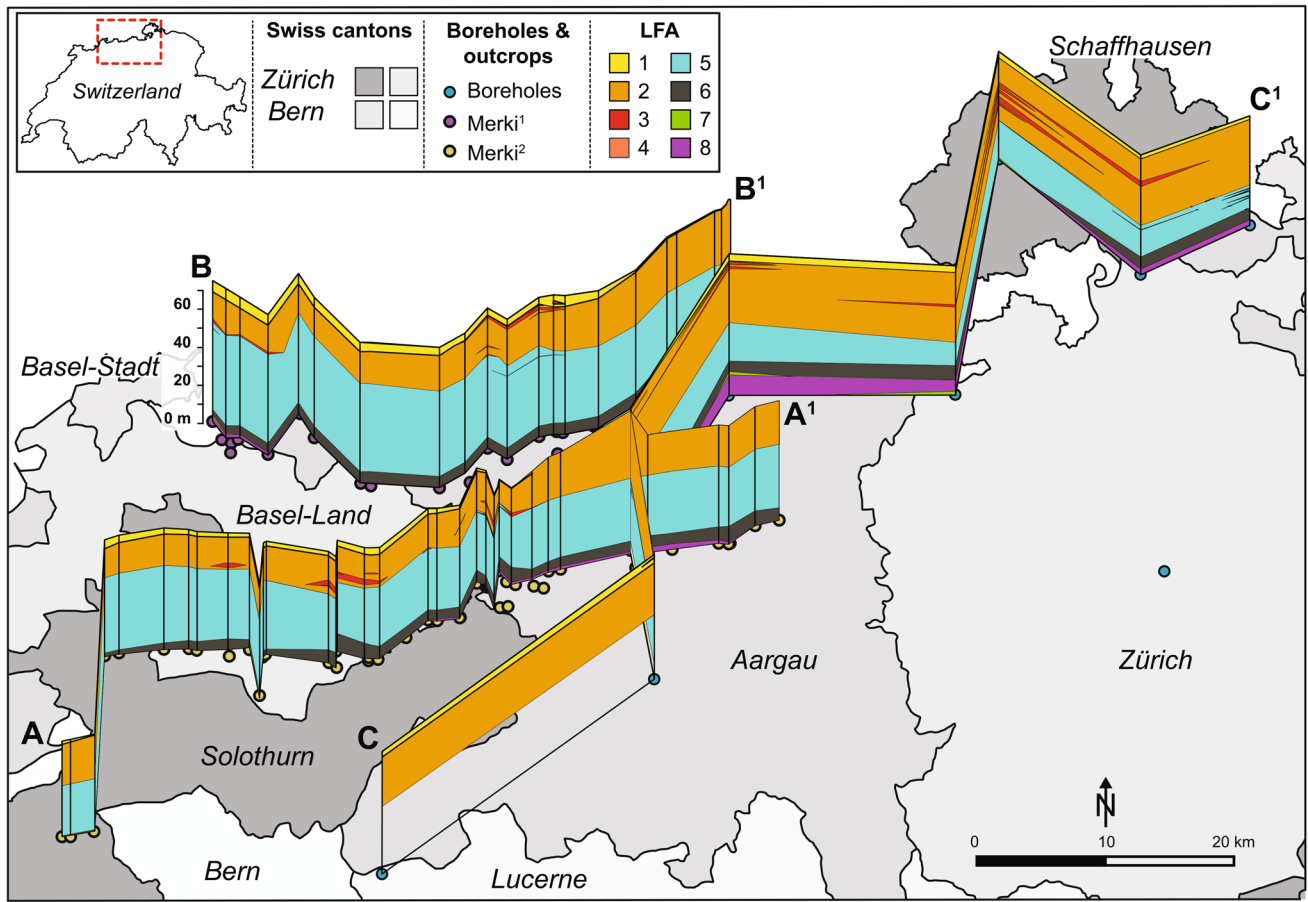 Switzerland
Swiss cantons
Zürich
Bern
Boreholes &
outcrops
Boreholes
Merki¹
Merki²
LFA
1 5
2 6
3 7
4 8
Schaffhausen
C¹
B¹
B
60
40
20
0 m
Basel-Stadt
A¹
Basel-Land
Aargau
Zürich
A
Solothurn
C
N
0 10 20 km
Bern
Lucerne